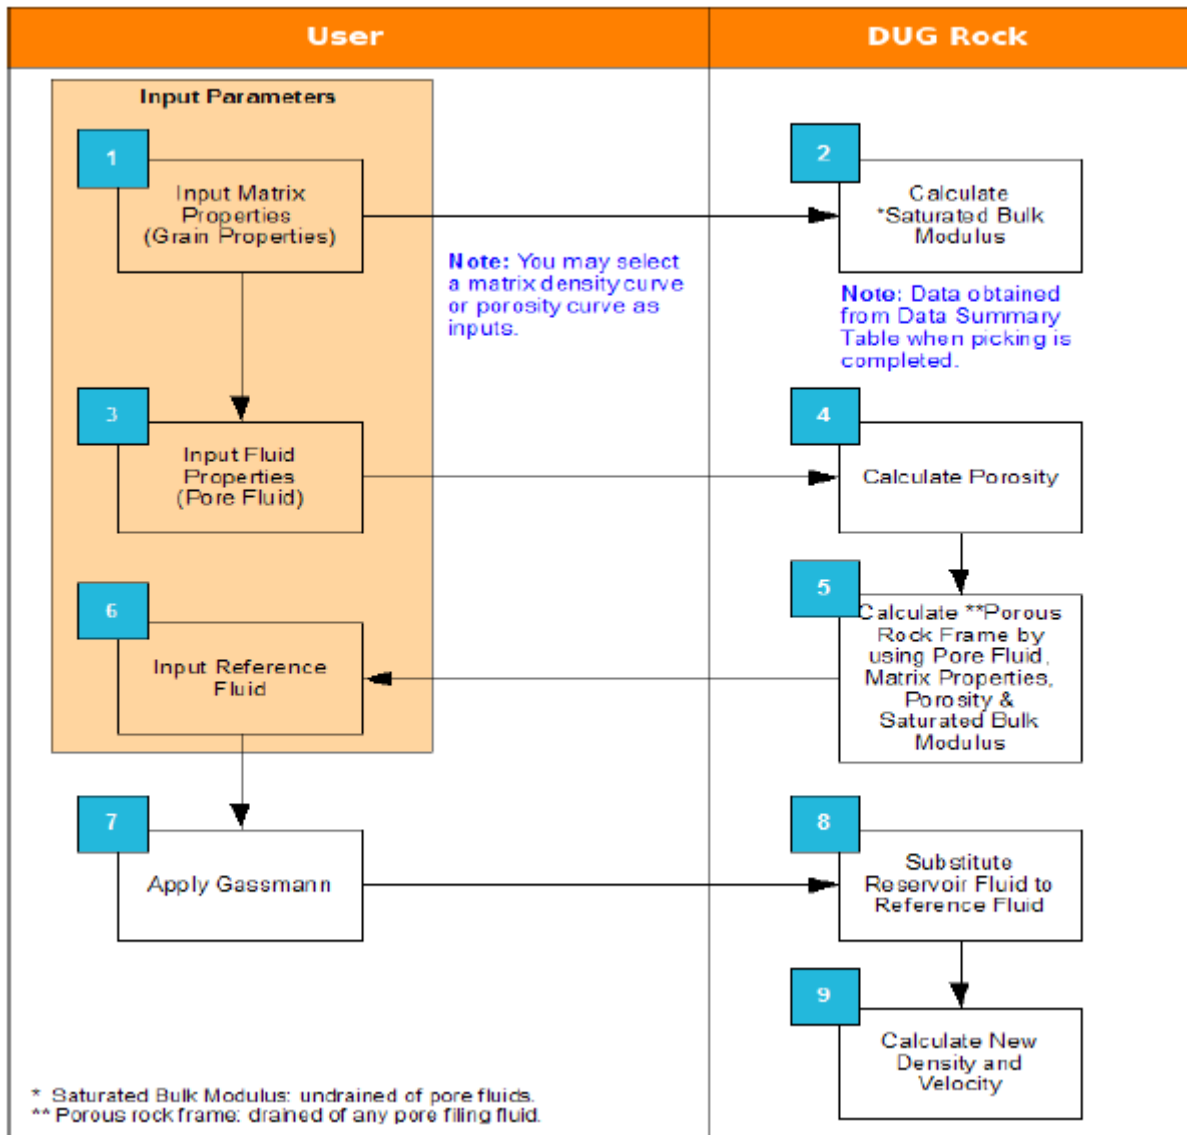 User
DUG Rock
Input Parameters
1
Input Matrix
Properties
(Grain Properties)
2
Calculate
*Saturated Bulk
Modulus
Note: You may select
a matrix density curve
or porosity curve as
inputs.
Note: Data obtained
from Data Summary
Table when picking is
completed.
3
Input Fluid
Properties
(Pore Fluid)
4
Calculate Porosity
5
Calculate **Porous
Rock Frame by
using Pore Fluid,
Matrix Properties,
Porosity &
Saturated Bulk
Modulus
6
Input Reference
Fluid
7
Apply Gassmann
8
Substitute
Reservoir Fluid to
Reference Fluid
9
Calculate New
Density and
Velocity
* Saturated Bulk Modulus: undrained of pore fluids.
** Porous rock frame: drained of any pore filing fluid.